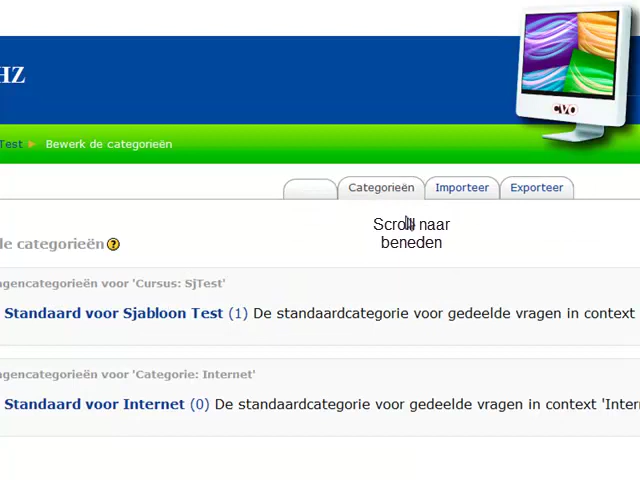 HZ
CVO
Test ► Bewerk de categorieën
Categorieën Importeer Exporteer
Scroll naar
beneden
de categorieën ?
agencategorieën voor 'Cursus: SjTest'
Standaard voor Sjabloon Test (1) De standaardcategorie voor gedeelde vragen in context
agencategorieën voor 'Categorie: Internet'
Standaard voor Internet (0) De standaardcategorie voor gedeelde vragen in context 'Inter